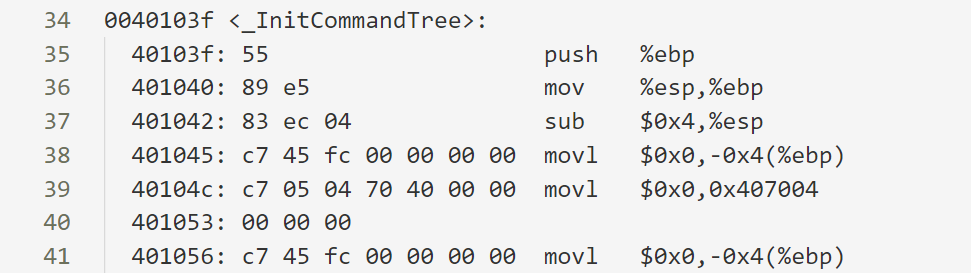 34 0040103f <_InitCommandTree>:
35 40103f: 55 push %ebp
36 401040: 89 e5 mov %esp,%ebp
37 401042: 83 ec 04 sub $0x4,%esp
38 401045: c7 45 fc 00 00 00 00 movl $0x0,-0x4(%ebp)
39 40104c: c7 05 04 70 40 00 00 movl $0x0,0x407004
40 401053: 00 00 00
41 401056: c7 45 fc 00 00 00 00 movl $0x0,-0x4(%ebp)